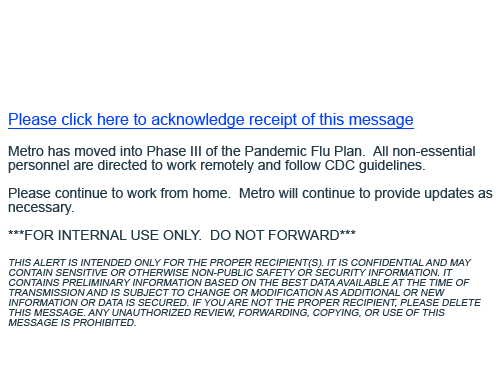 Please click here to acknowledge receipt of this message
Metro has moved into Phase III of the Pandemic Flu Plan.  All non-essential
personnel are directed to work remotely and follow CDC guidelines.
Please continue to work from home.  Metro will continue to provide updates as
necessary.
***FOR INTERNAL USE ONLY.  DO NOT FORWARD***
THIS ALERT IS INTENDED ONLY FOR THE PROPER RECIPIENT(S). IT IS CONFIDENTIAL AND MAY
CONTAIN SENSITIVE OR OTHERWISE NON-PUBLIC SAFETY OR SECURITY INFORMATION. IT
CONTAINS PRELIMINARY INFORMATION BASED ON THE BEST DATA AVAILABLE AT THE TIME OF
TRANSMISSION AND IS SUBJECT TO CHANGE OR MODIFICATION AS ADDITIONAL OR NEW
INFORMATION OR DATA IS SECURED. IF YOU ARE NOT THE PROPER RECIPIENT, PLEASE DELETE
THIS MESSAGE. ANY UNAUTHORIZED REVIEW, FORWARDING, COPYING, OR USE OF THIS
MESSAGE IS PROHIBITED.